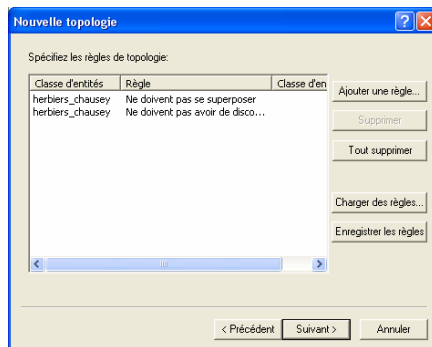 Nouvelle topologie
Spécifiez les règles de topologie:
Classe d'entités Règle Classe d'en
herbiers_chausey Ne doivent pas se superposer
herbiers_chausey Ne doivent pas avoir de disco...
Ajouter une règle...
Supprimer
Tout supprimer
Charger des règles...
Enregistrer les règles
< Précédent Suivant > Annuler